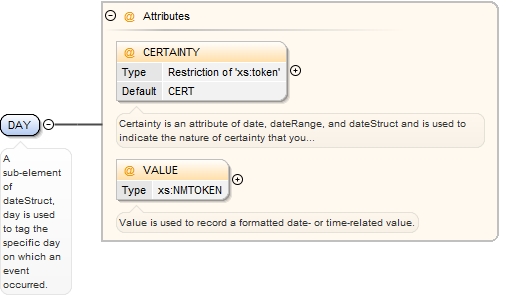 @ Attributes
@ CERTAINTY
Type Restriction of 'xs:token'
Default CERT
Certainty is an attribute of date, dateRange, and dateStruct and is used to
indicate the nature of certainty that you...
@ VALUE
Type xs:NMTOKEN
Value is used to record a formatted date- or time-related value.
DAY
A
sub-element
of
dateStruct,
day is used
to tag the
specific day
on which an
event
occurred.